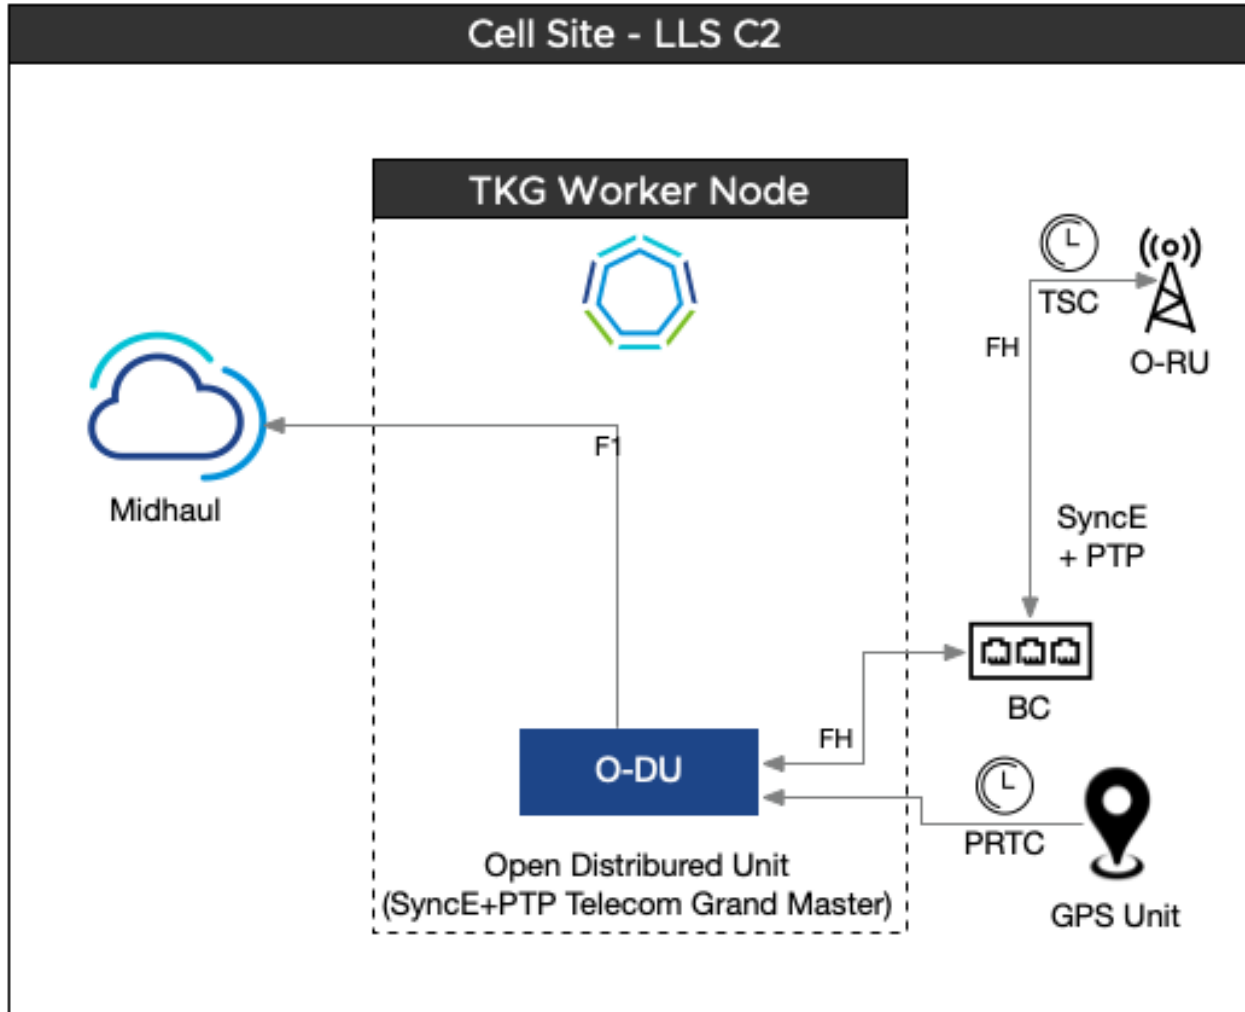 Cell Site - LLS C2
TKG Worker Node
TSC
FH
O-RU
F1
Midhaul
SyncE
+ PTP
BC
FH
O-DU
PRTC
Open Distribured Unit
(SyncE+PTP Telecom Grand Master)
GPS Unit